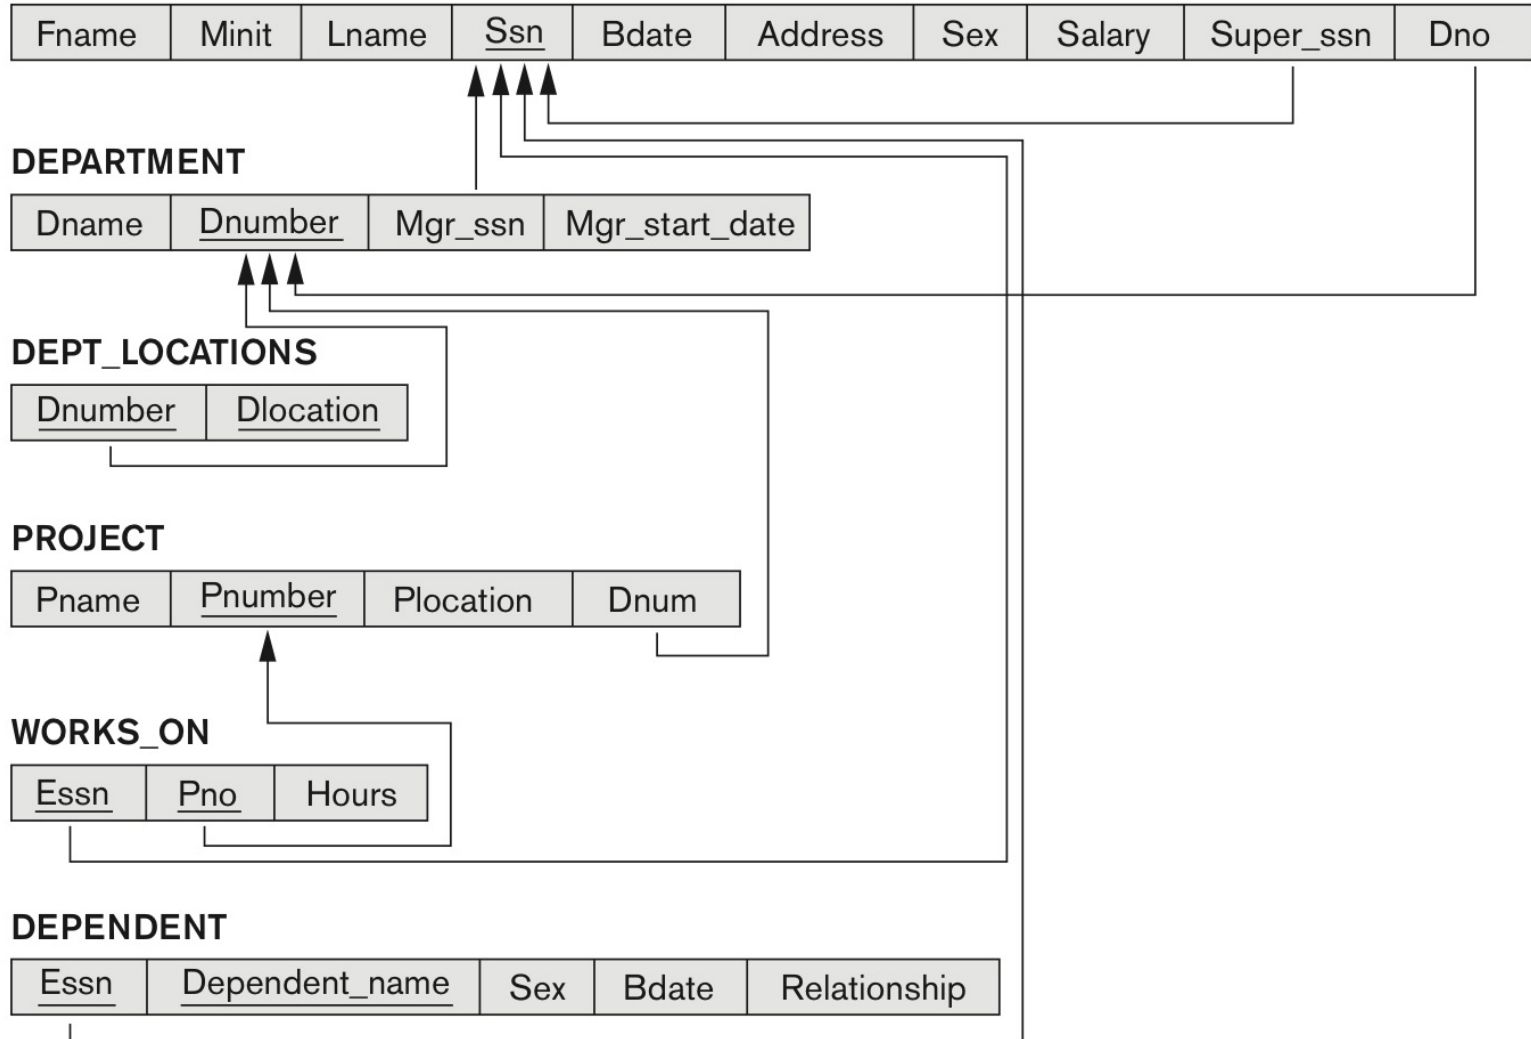 Fname Minit Lname Ssn Bdate Address Sex Salary Super_ssn Dno
DEPARTMENT
Dname Dnumber Mgr_ssn Mgr_start_date
DEPT_LOCATIONS
Dnumber Dlocation
PROJECT
Pname Pnumber Plocation Dnum
WORKS_ON
Essn Pno Hours
DEPENDENT
Essn Dependent_name Sex Bdate Relationship